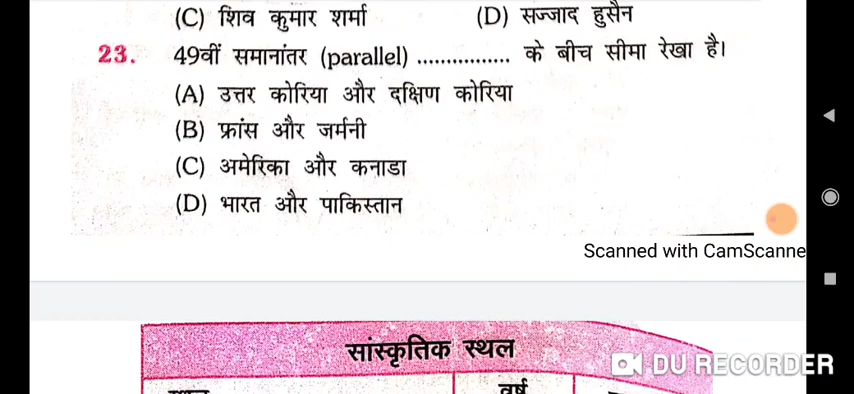 (C) शिव कुमार शर्मा (D) सज्जाद हुसैन
23. 49वीं समानांतर (parallel) ................ के बीच सीमा रेखा है।
(A) उत्तर कोरिया और दक्षिण कोरिया
(B) फ्रांस और जर्मनी
(C) अमेरिका और कनाडा
(D) भारत और पाकिस्तान
Scanned with CamScanne
सांस्कृतिक स्थल
DU RECORDER
वर्ष